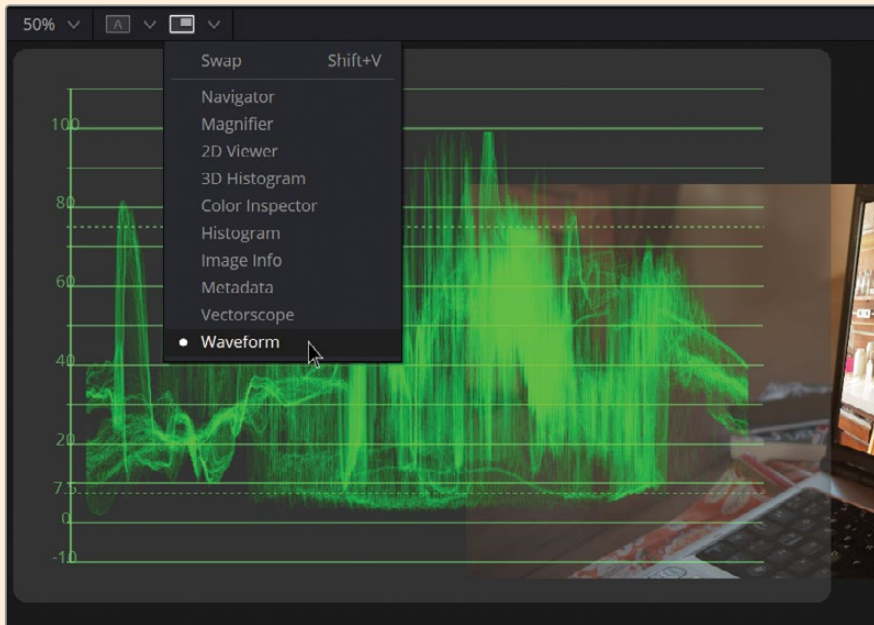 50%
A
Swap Shift+V
Navigator
Magnifier
2D Viewer
3D Histogram
Color Inspector
Histogram
Image Info
Metadata
Vectorscope
Waveform
100
80
60
40
20
7.5
0
-10